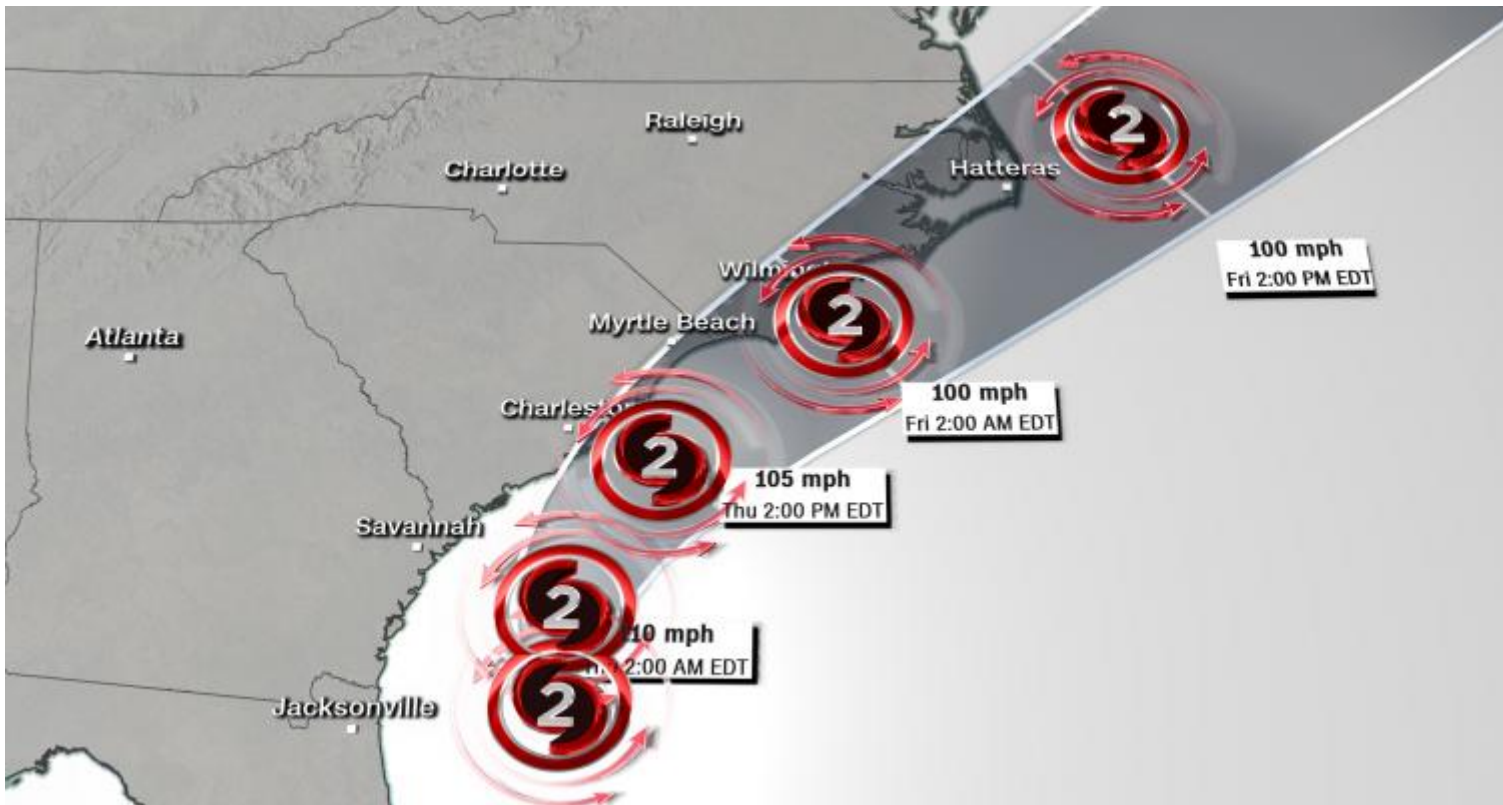 Raleigh
Charlotte
Hatteras
2
100 mph
Fri 2:00 PM EDT
2
Myrtle Beach
Atlanta
100 mph
Fri 2:00 AM EDT
2
105 mph
Thu 2:00 PM EDT
Savannah
2
mph
2:00 AM EDT
2
Jacksonville